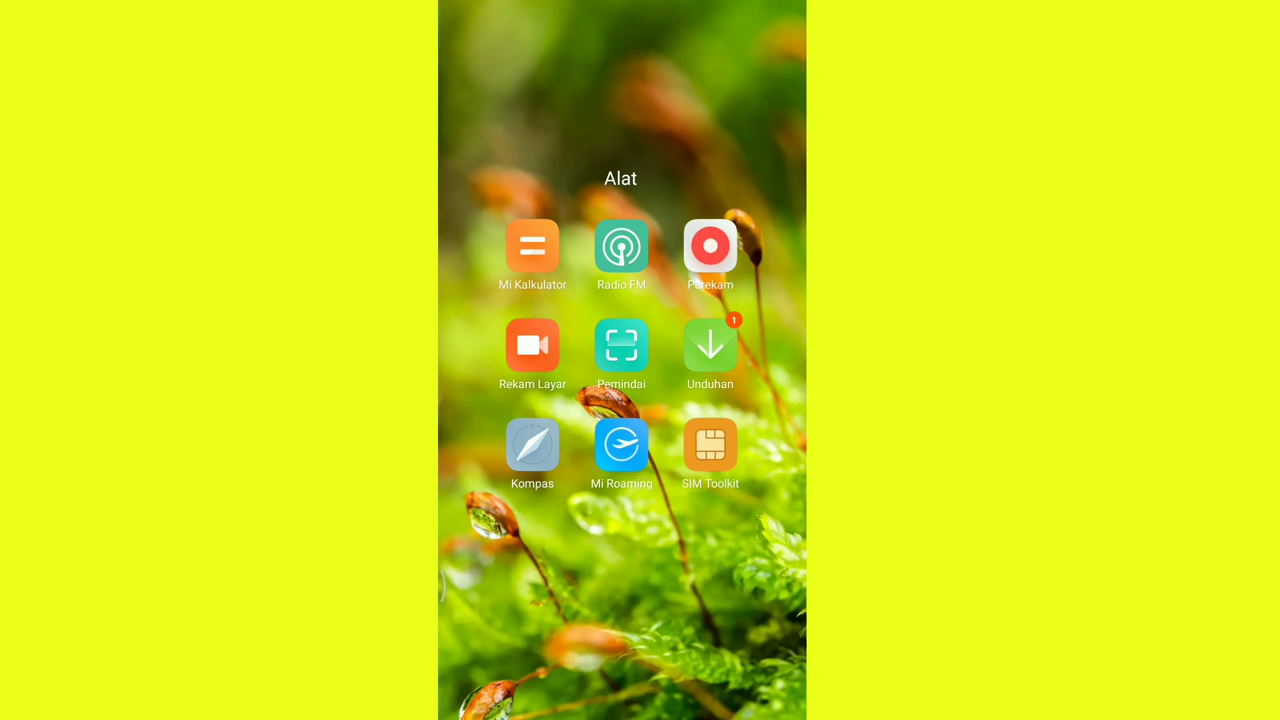 Alat
Mi Kalkulator
Radio FM
Perekam
1
Rekam Layar
Pemindai
Unduhan
Kompas
Mi Roaming
SIM Toolkit